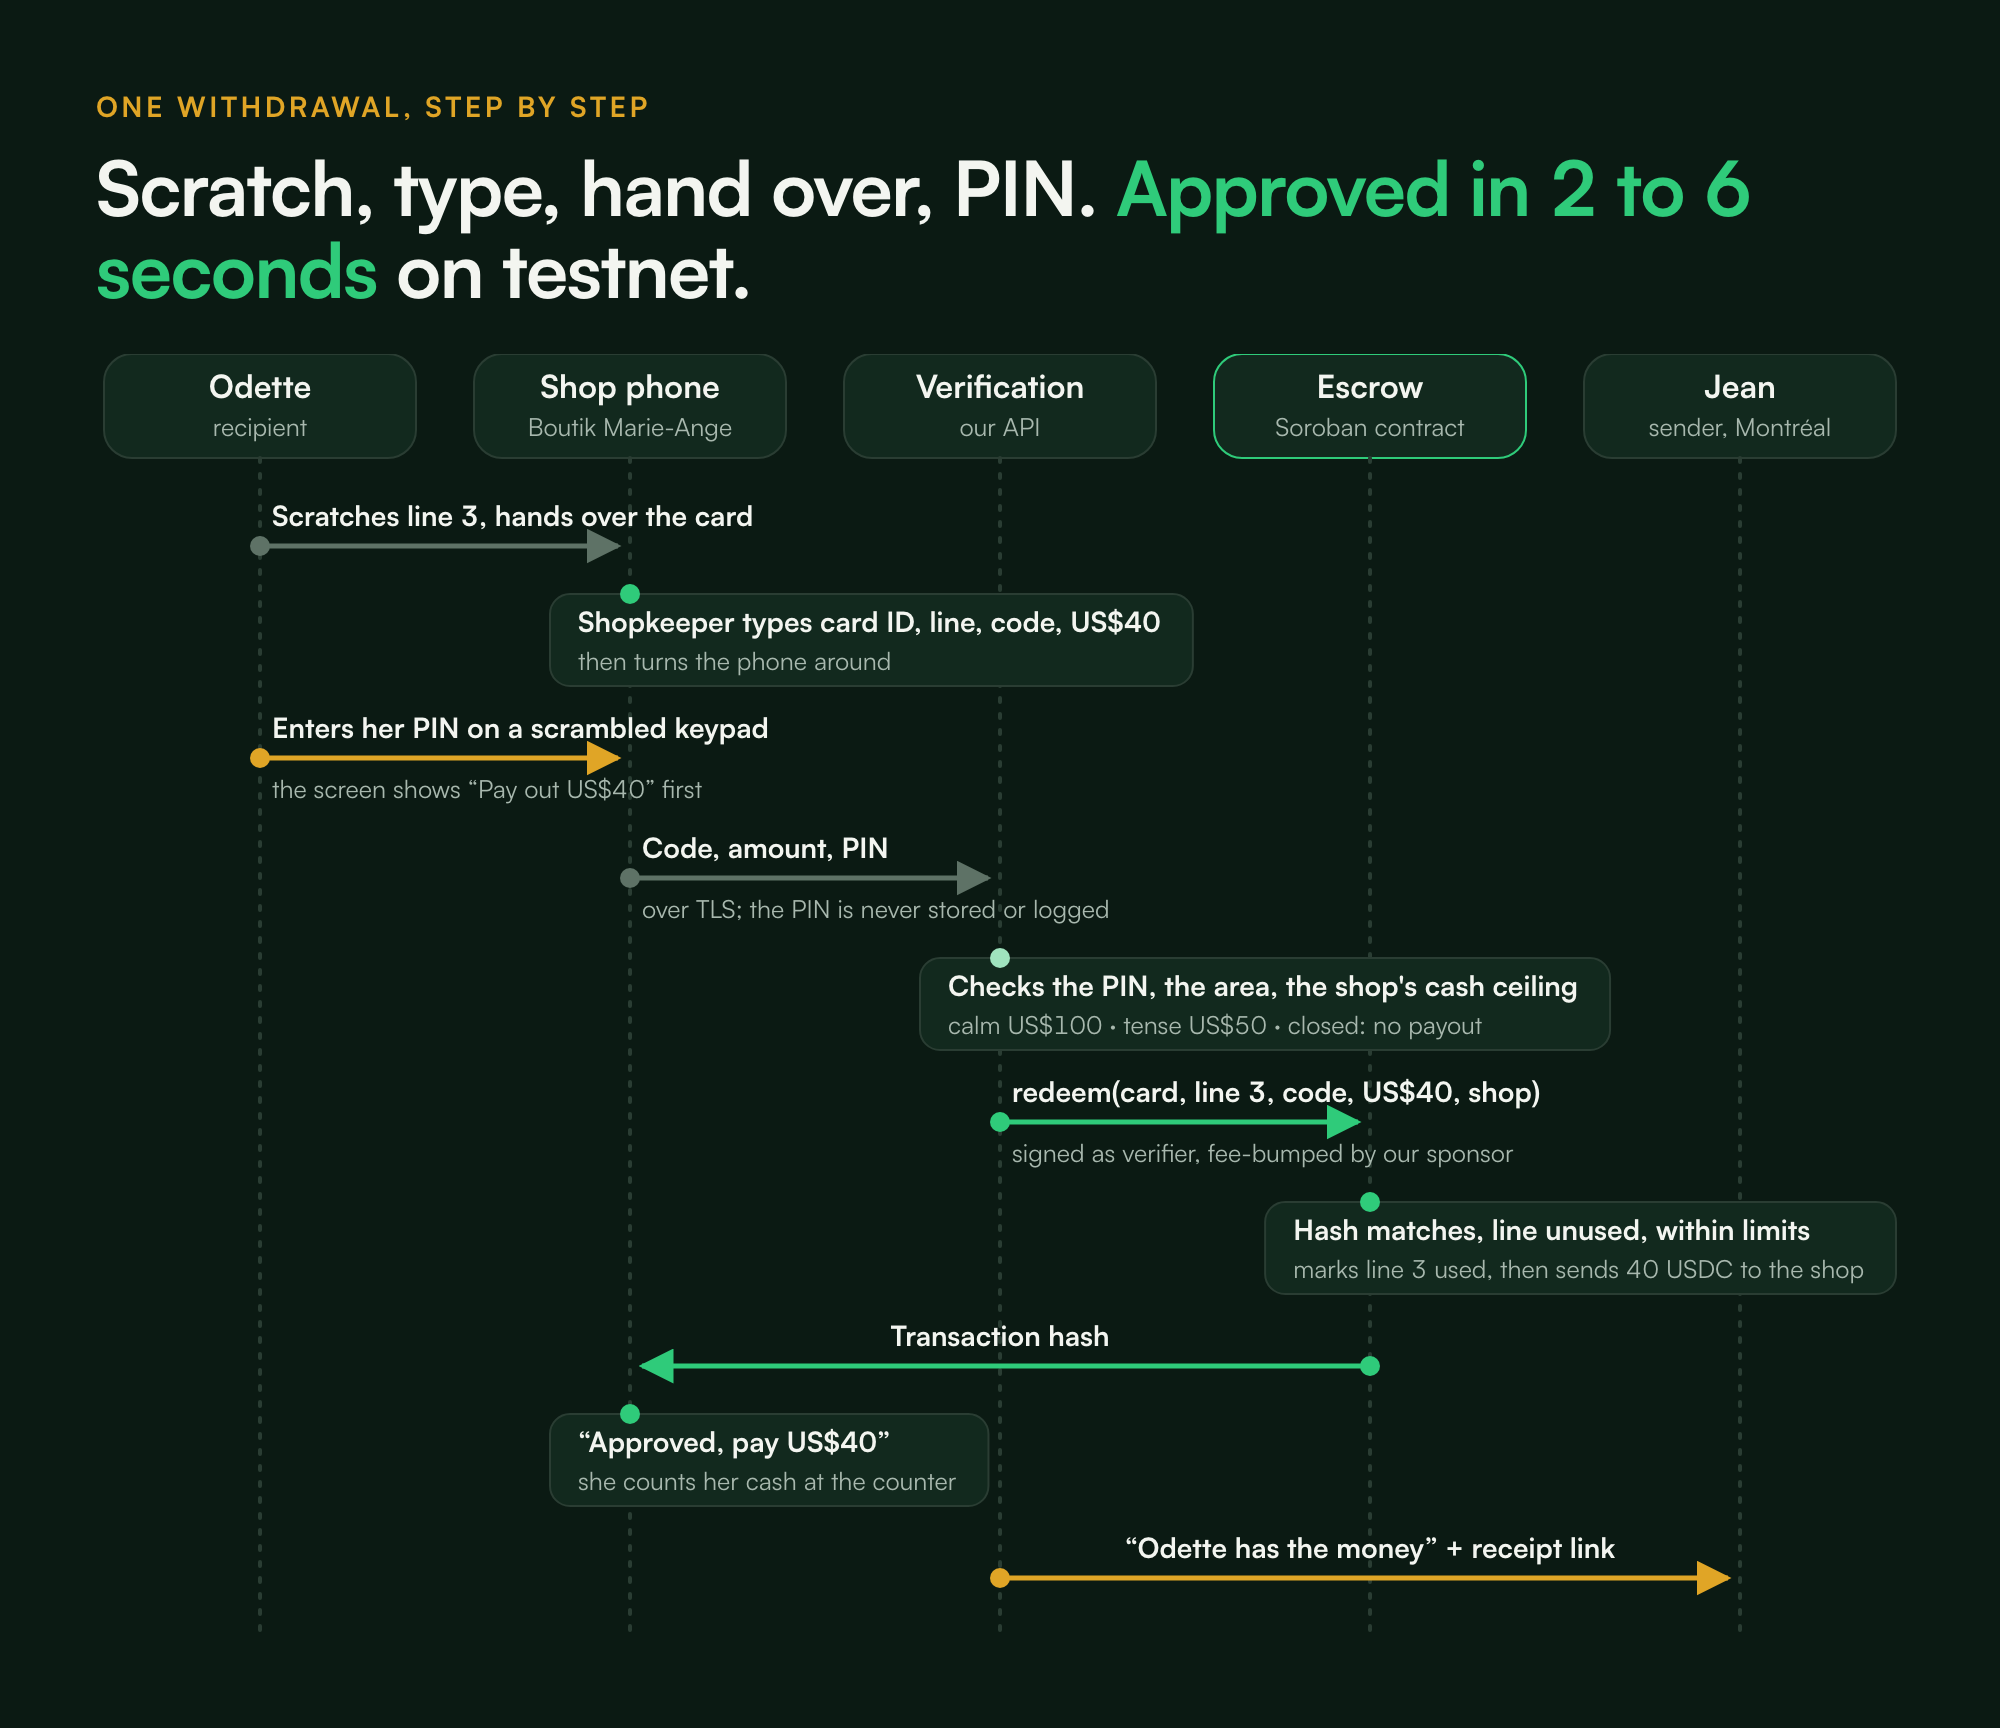 ONE WITHDRAWAL, STEP BY STEP
Scratch, type, hand over, PIN. Approved in 2 to 6
seconds on testnet.
Odette
recipient
Shop phone
Boutik Marie-Ange
Verification
our API
Escrow
Soroban contract
Jean
sender, Montréal
Scratches line 3, hands over the card
Shopkeeper types card ID, line, code, US$40
then turns the phone around
Enters her PIN on a scrambled keypad
the screen shows “Pay out US$40” first
Code, amount, PIN
over TLS; the PIN is never stored or logged
Checks the PIN, the area, the shop's cash ceiling
calm US$100 · tense US$50 · closed: no payout
redeem(card, line 3, code, US$40, shop)
signed as verifier, fee-bumped by our sponsor
Hash matches, line unused, within limits
marks line 3 used, then sends 40 USDC to the shop
Transaction hash
“Approved, pay US$40”
she counts her cash at the counter
“Odette has the money” + receipt link